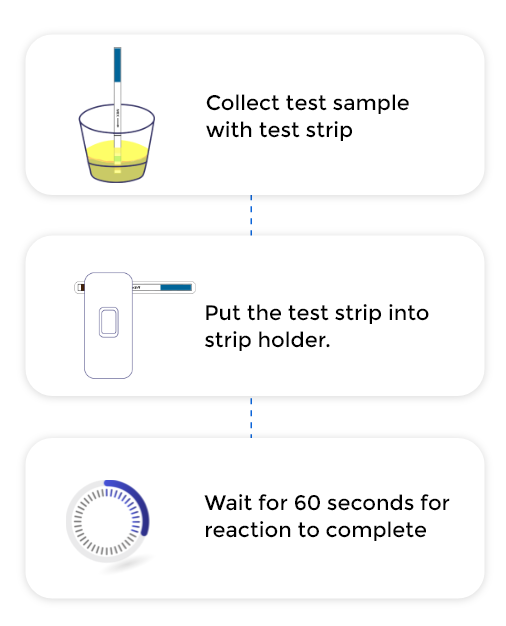 Collect test sample
with test strip
Put the test strip into
strip holder.
Wait for 60 seconds for
reaction to complete